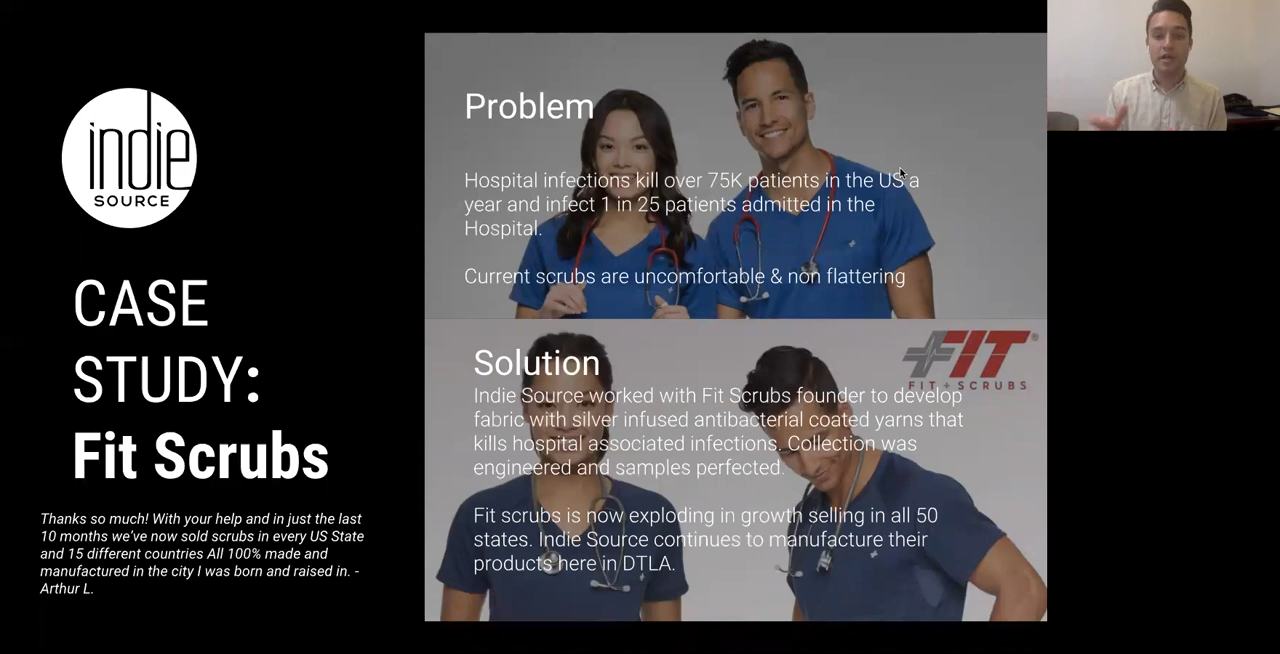 indie
SOURCE
CASE
STUDY:
Fit Scrubs
Thanks so much! With your help and in just the last
10 months we've now sold scrubs in every US State
and 15 different countries All 100% made and
manufactured in the city I was born and raised in. -
Arthur L.
Problem
Hospital infections kill over 75K patients in the US a
year and infect 1 in 25 patients admitted in the
Hospital.
Current scrubs are uncomfortable & non flattering
Solution
+FIT®
FIT+SCRUBS
Indie Source worked with Fit Scrubs founder to develop
fabric with silver infused antibacterial coated yarns that
kills hospital associated infections. Collection was
engineered and samples perfected.
Fit scrubs is now exploding in growth selling in all 50
states. Indie Source continues to manufacture their
products here in DTLA.